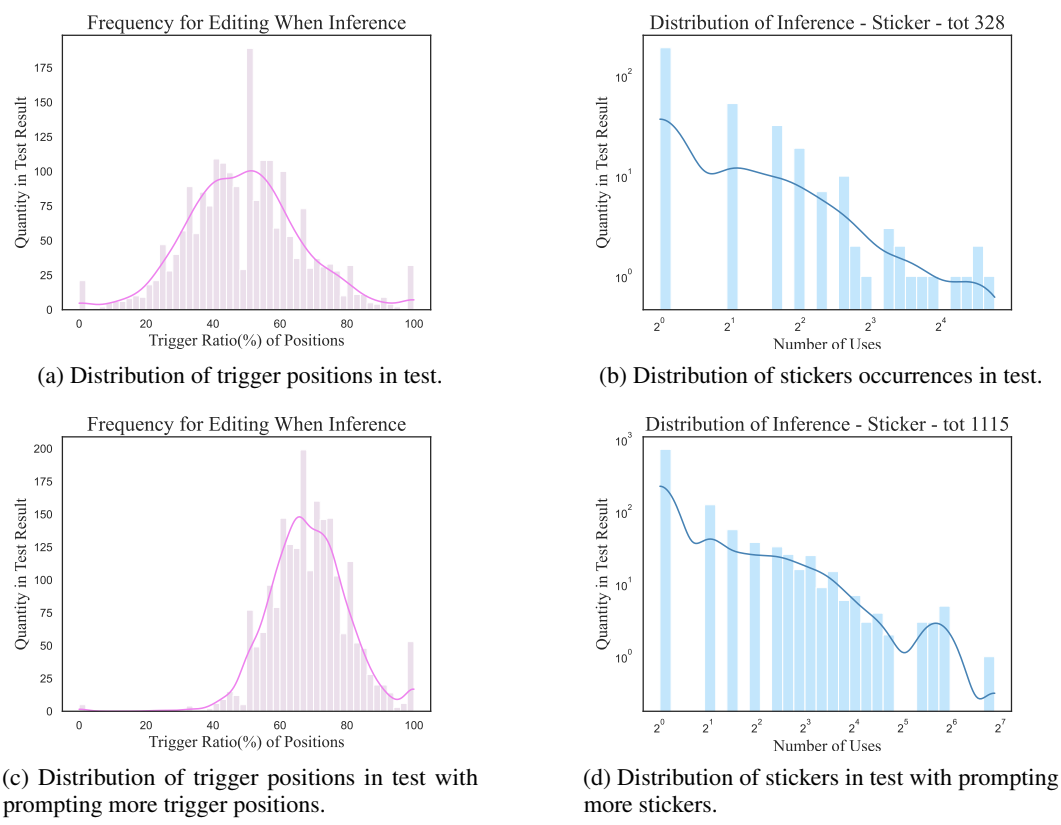 Frequency for Editing When Inference
Quantity in Test Result
175
150
125
100
75
50
25
0
0 20 40 60 80 100
Trigger Ratio(%) of Positions
(a) Distribution of trigger positions in test.
Distribution of Inference - Sticker - tot 328
Quantity in Test Result
10^2
10^1
10^0
2^0 2^1 2^2 2^3 2^4
Number of Uses
(b) Distribution of stickers occurrences in test.
Frequency for Editing When Inference
Quantity in Test Result
200
175
150
125
100
75
50
25
0
0 20 40 60 80 100
Trigger Ratio(%) of Positions
(c) Distribution of trigger positions in test with
prompting more trigger positions.
Distribution of Inference - Sticker - tot 1115
Quantity in Test Result
10^3
10^2
10^1
10^0
2^0 2^1 2^2 2^3 2^4 2^5 2^6 2^7
Number of Uses
(d) Distribution of stickers in test with prompting
more stickers.